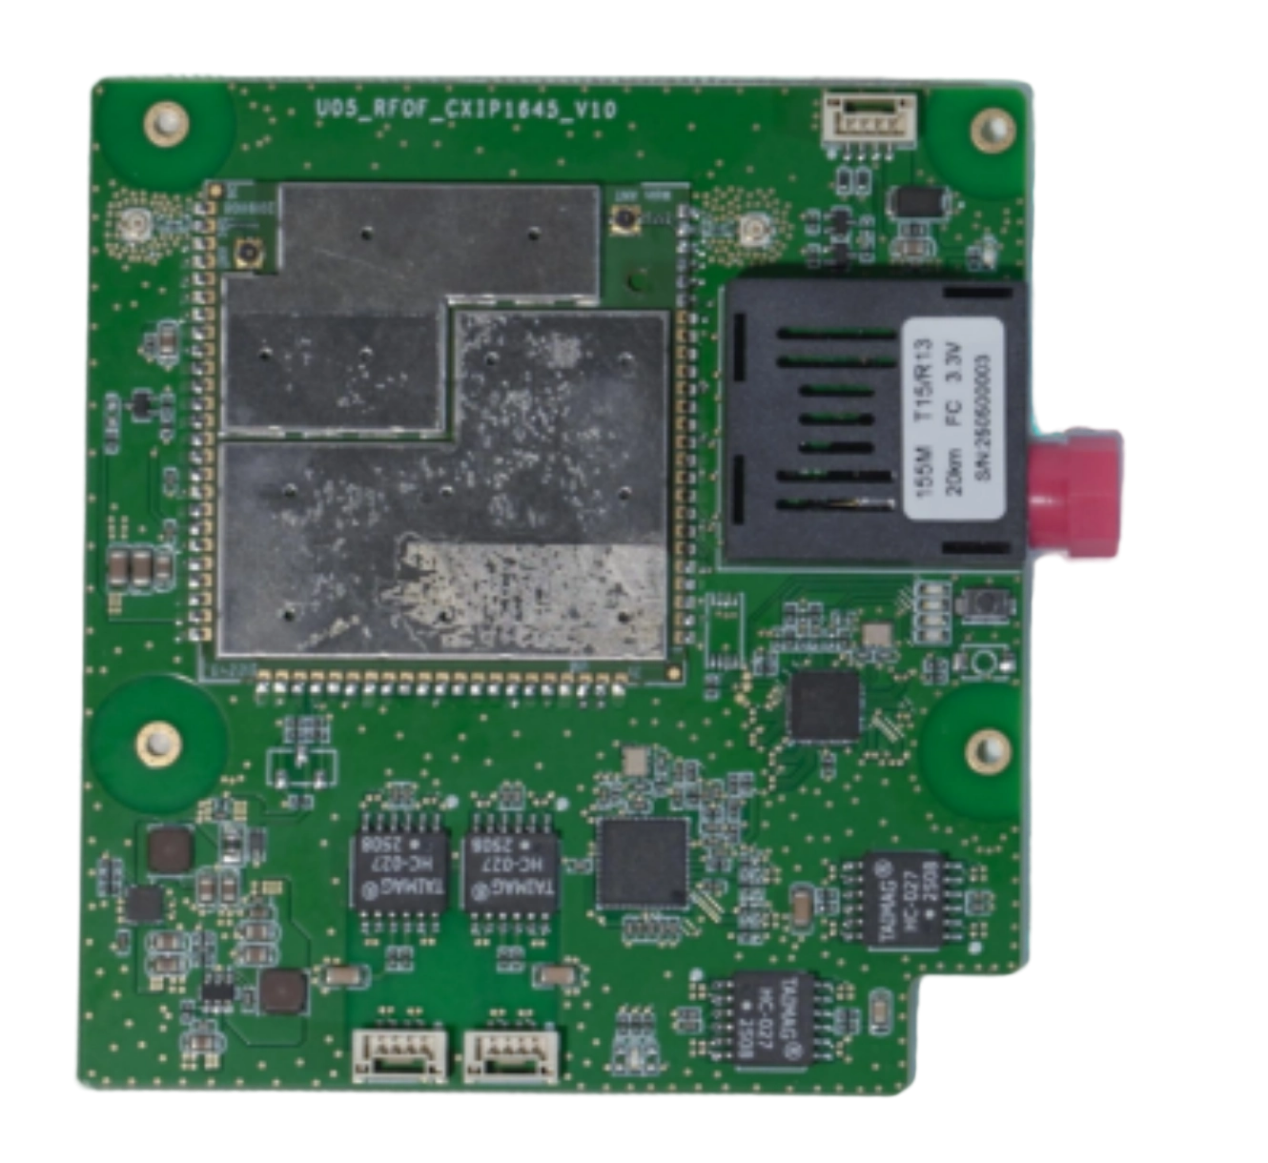 U05_RFOF_CXIP1645_V10
155M T15/R13
20km FC 3.3V
S/N:2505500003
TAIMAG®
HC-027
2508
TAIMAG®
HC-027
2508
TAIMAG®
HC-027
2508
TAIMAG®
HC-027
2508